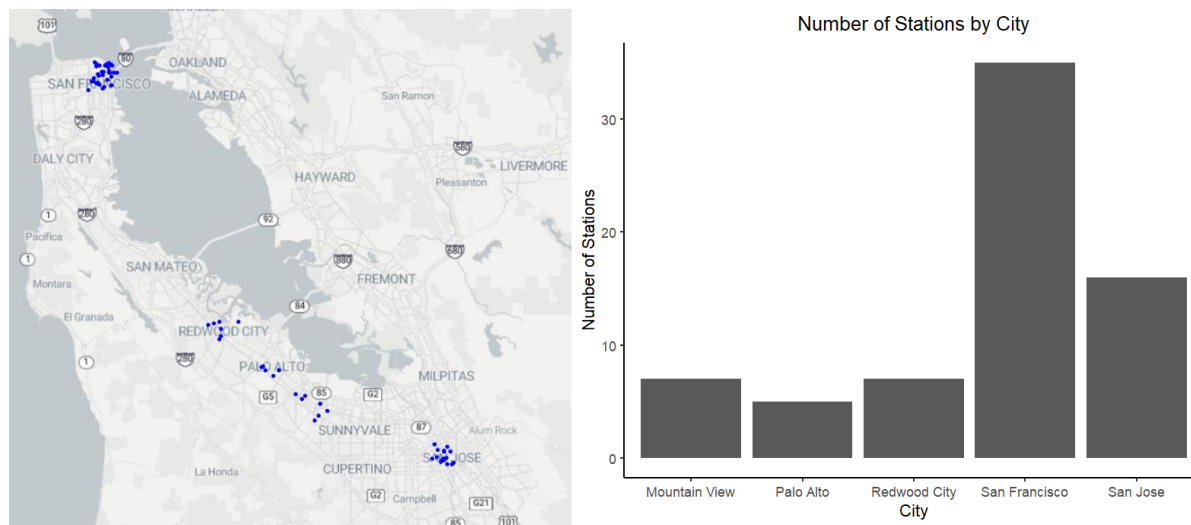 101
80
OAKLAND
SAN FRANCISCO
ALAMEDA
San Ramon
280
580
DALY CITY
LIVERMORE
HAYWARD
Pleasanton
1
280
92
Pacifica
680
1
880
SAN MATEO
FREMONT
Montara
84
El Granada
REDWOOD CITY
280
1
PALO ALTO
MILPITAS
85
G2
G5
87
SUNNYVALE
Alum Rock
SAN JOSE
CUPERTINO
La Honda
G2
Campbell
G21
85
101
Number of Stations by City
Number of Stations
30
20
10
0
Mountain View
Palo Alto
Redwood City
San Francisco
San Jose
City